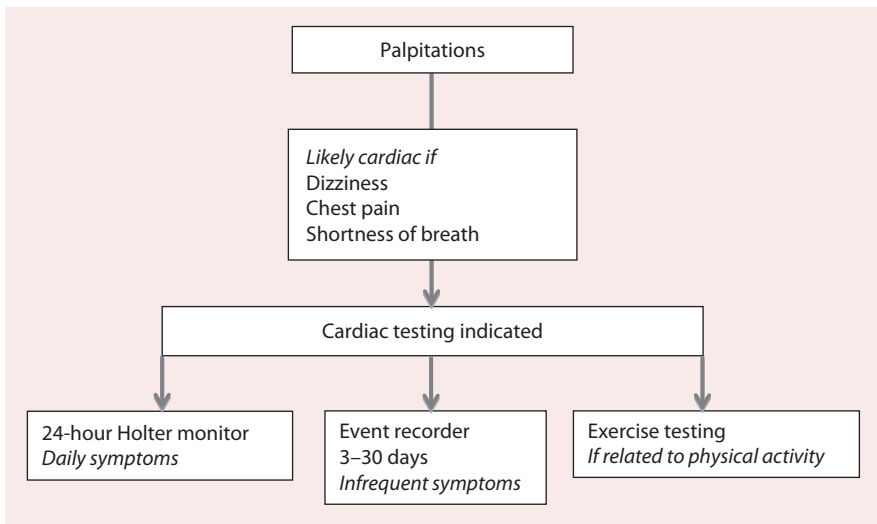 Palpitations
Likely cardiac if
Dizziness
Chest pain
Shortness of breath
Cardiac testing indicated
24-hour Holter monitor
Daily symptoms
Event recorder
3–30 days
Infrequent symptoms
Exercise testing
If related to physical activity